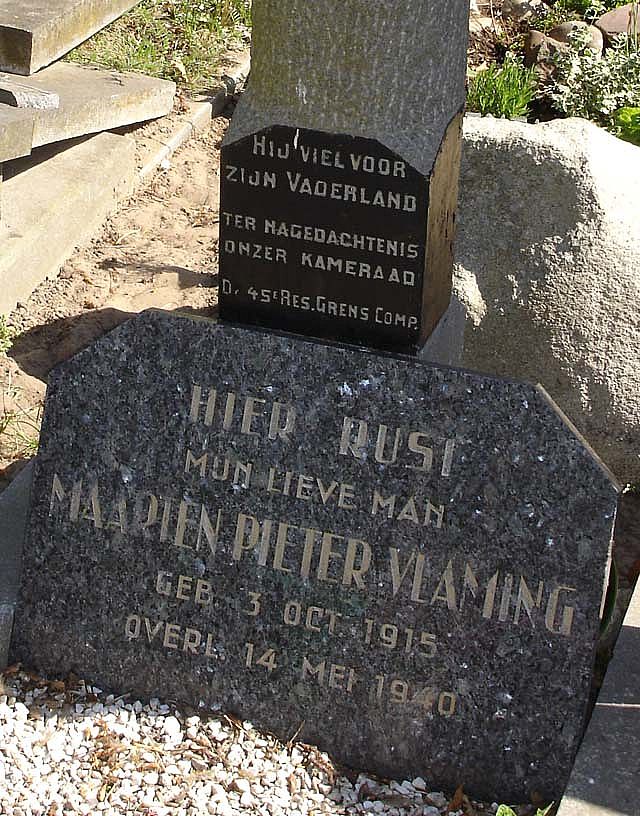 HIJ VIEL VOOR
ZIJN VADERLAND
TER NAGEDACHTENIS
ONZER KAMERAAD
D. 45E RES. GRENS COMP.
HIER RUST
MIJN LIEVE MAN
MAARTEN PIETER VLAMING
GEB. 3 OCT 1915
OVERL. 14 MEI 1940